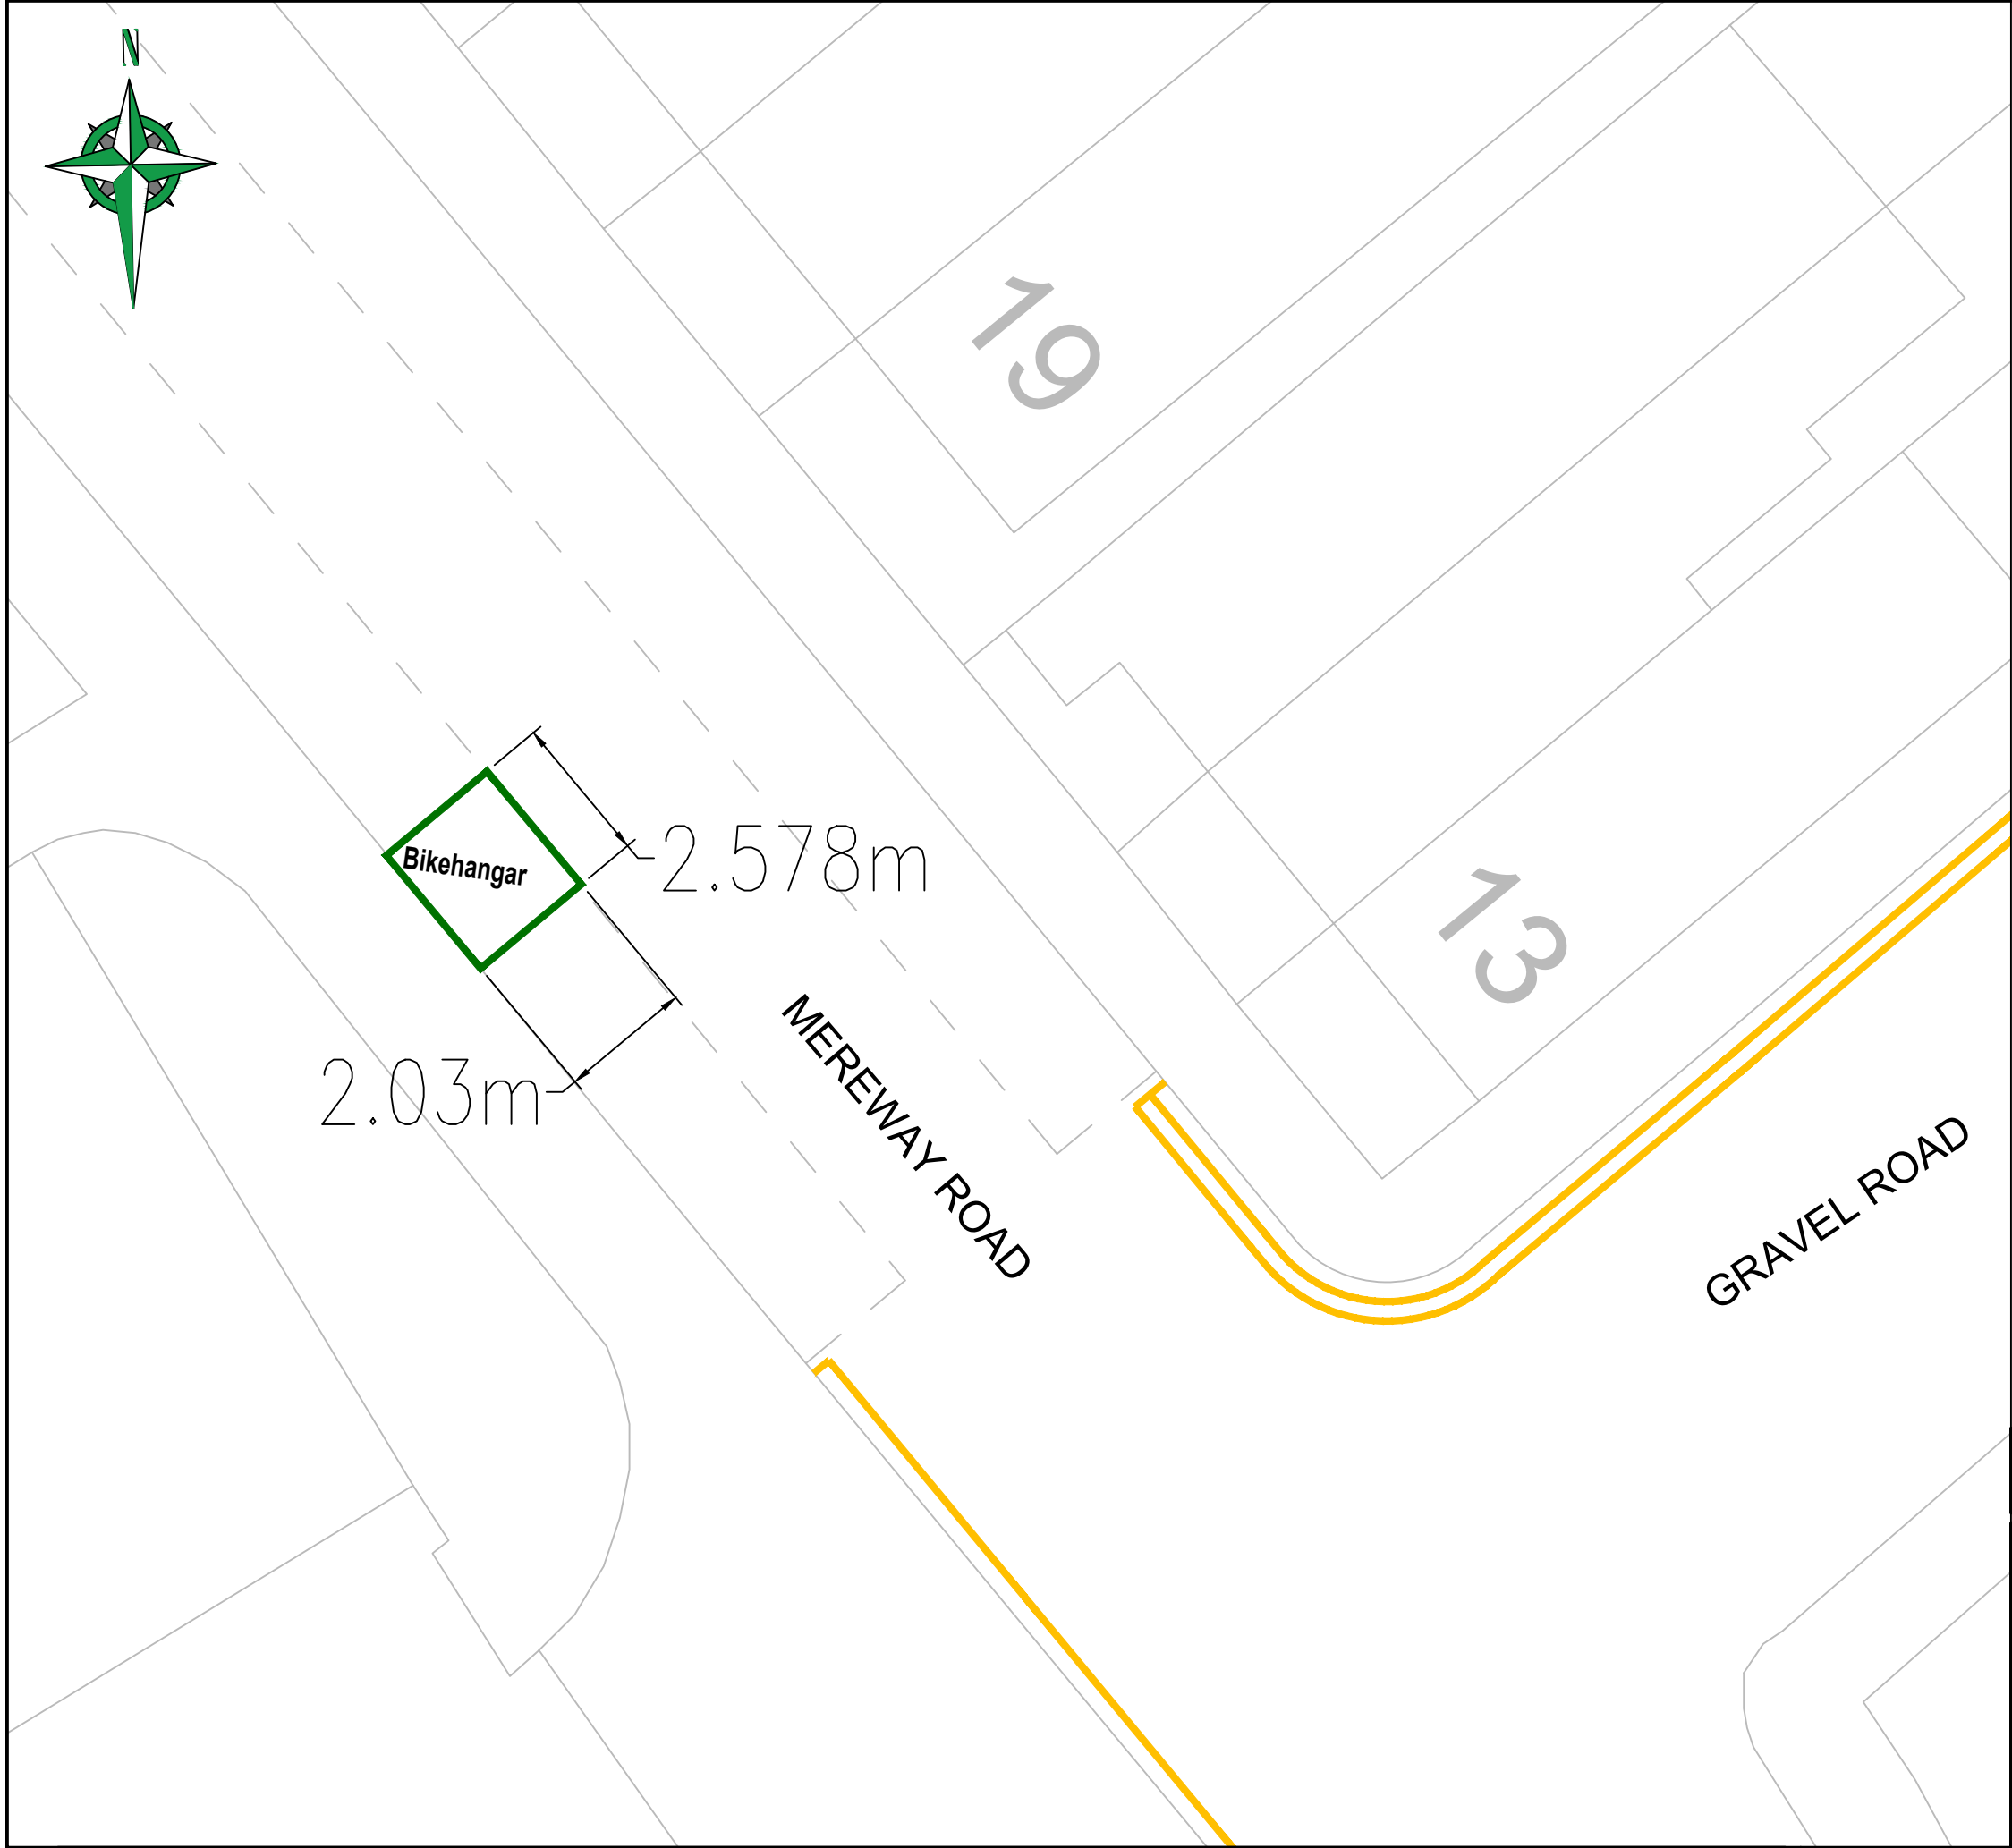 N
19
Bikehangar
2.578m
13
2.03m
MEREWAY ROAD
GRAVEL ROAD